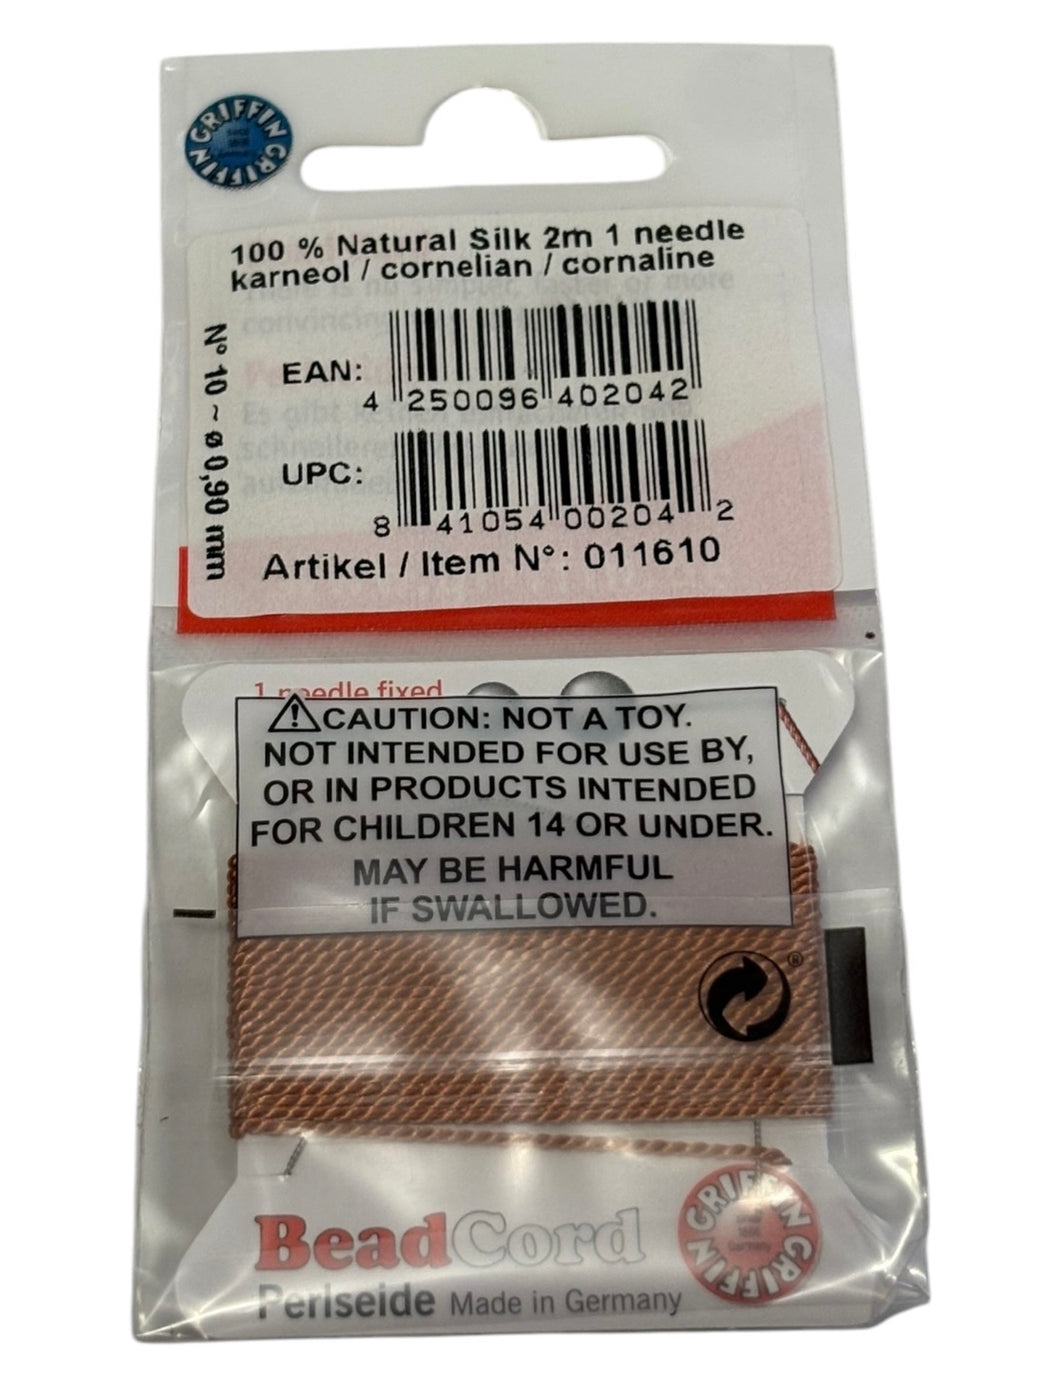 GRIFFIN GRIFFIN
100 % Natural Silk 2m 1 needle
karneol / cornelian / cornaline
N° 10 ~ ø 0,90 mm
EAN:
4 250096 402042
UPC:
8 41054 00204 2
Artikel / Item N°: 011610
1 needle fixed
CAUTION: NOT A TOY.
NOT INTENDED FOR USE BY,
OR IN PRODUCTS INTENDED
FOR CHILDREN 14 OR UNDER.
MAY BE HARMFUL
IF SWALLOWED.
®
GRIFFIN GRIFFIN
Germany
BeadCord
Perlseide Made in Germany